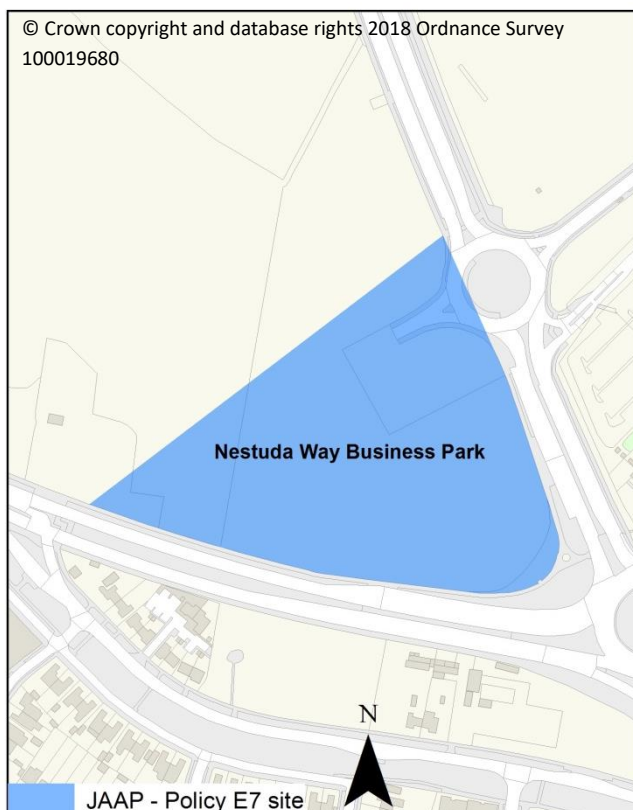 © Crown copyright and database rights 2018 Ordnance Survey
100019680
Nestuda Way Business Park
N
JAAP - Policy E7 site